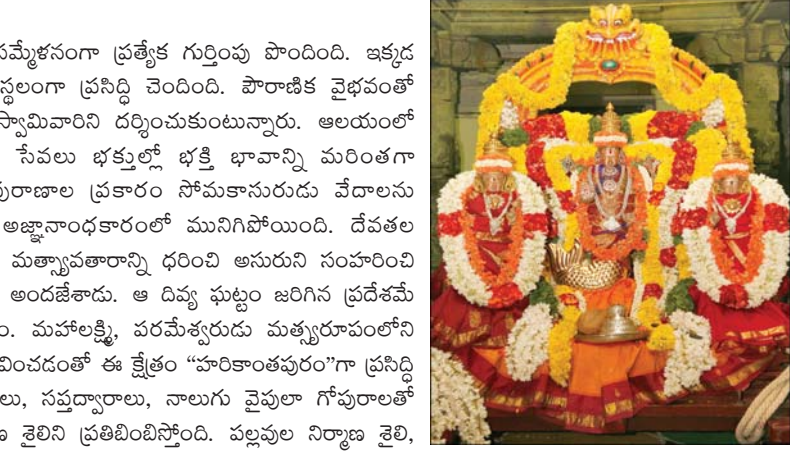 సమ్మేళనంగా ప్రత్యేక గుర్తింపు పొందింది. ఇక్కడ
స్థలంగా ప్రసిద్ధి చెందింది. పౌరాణిక వైభవంతో
స్వామివారిని దర్శించుకుంటున్నారు. ఆలయంలో
సేవలు భక్తుల్లో భక్తి భావాన్ని మరింతగా
పురాణాల ప్రకారం సోమకాసురుడు వేదాలను
అజ్ఞానాంధకారంలో మునిగిపోయింది. దేవతల
మత్స్యావతారాన్ని ధరించి అసురుని సంహరించి
అందజేశాడు. ఆ దివ్య ఘట్టం జరిగిన ప్రదేశమే
ం. మహాలక్ష్మి, పరమేశ్వరుడు మత్స్యరూపంలోని
వించడంతో ఈ క్షేత్రం “హరికాంతపురం”గా ప్రసిద్ధి
లు, సప్తద్వారాలు, నాలుగు వైపులా గోపురాలతో
ణ శైలిని ప్రతిబింబిస్తోంది. పల్లవుల నిర్మాణ శైలి,